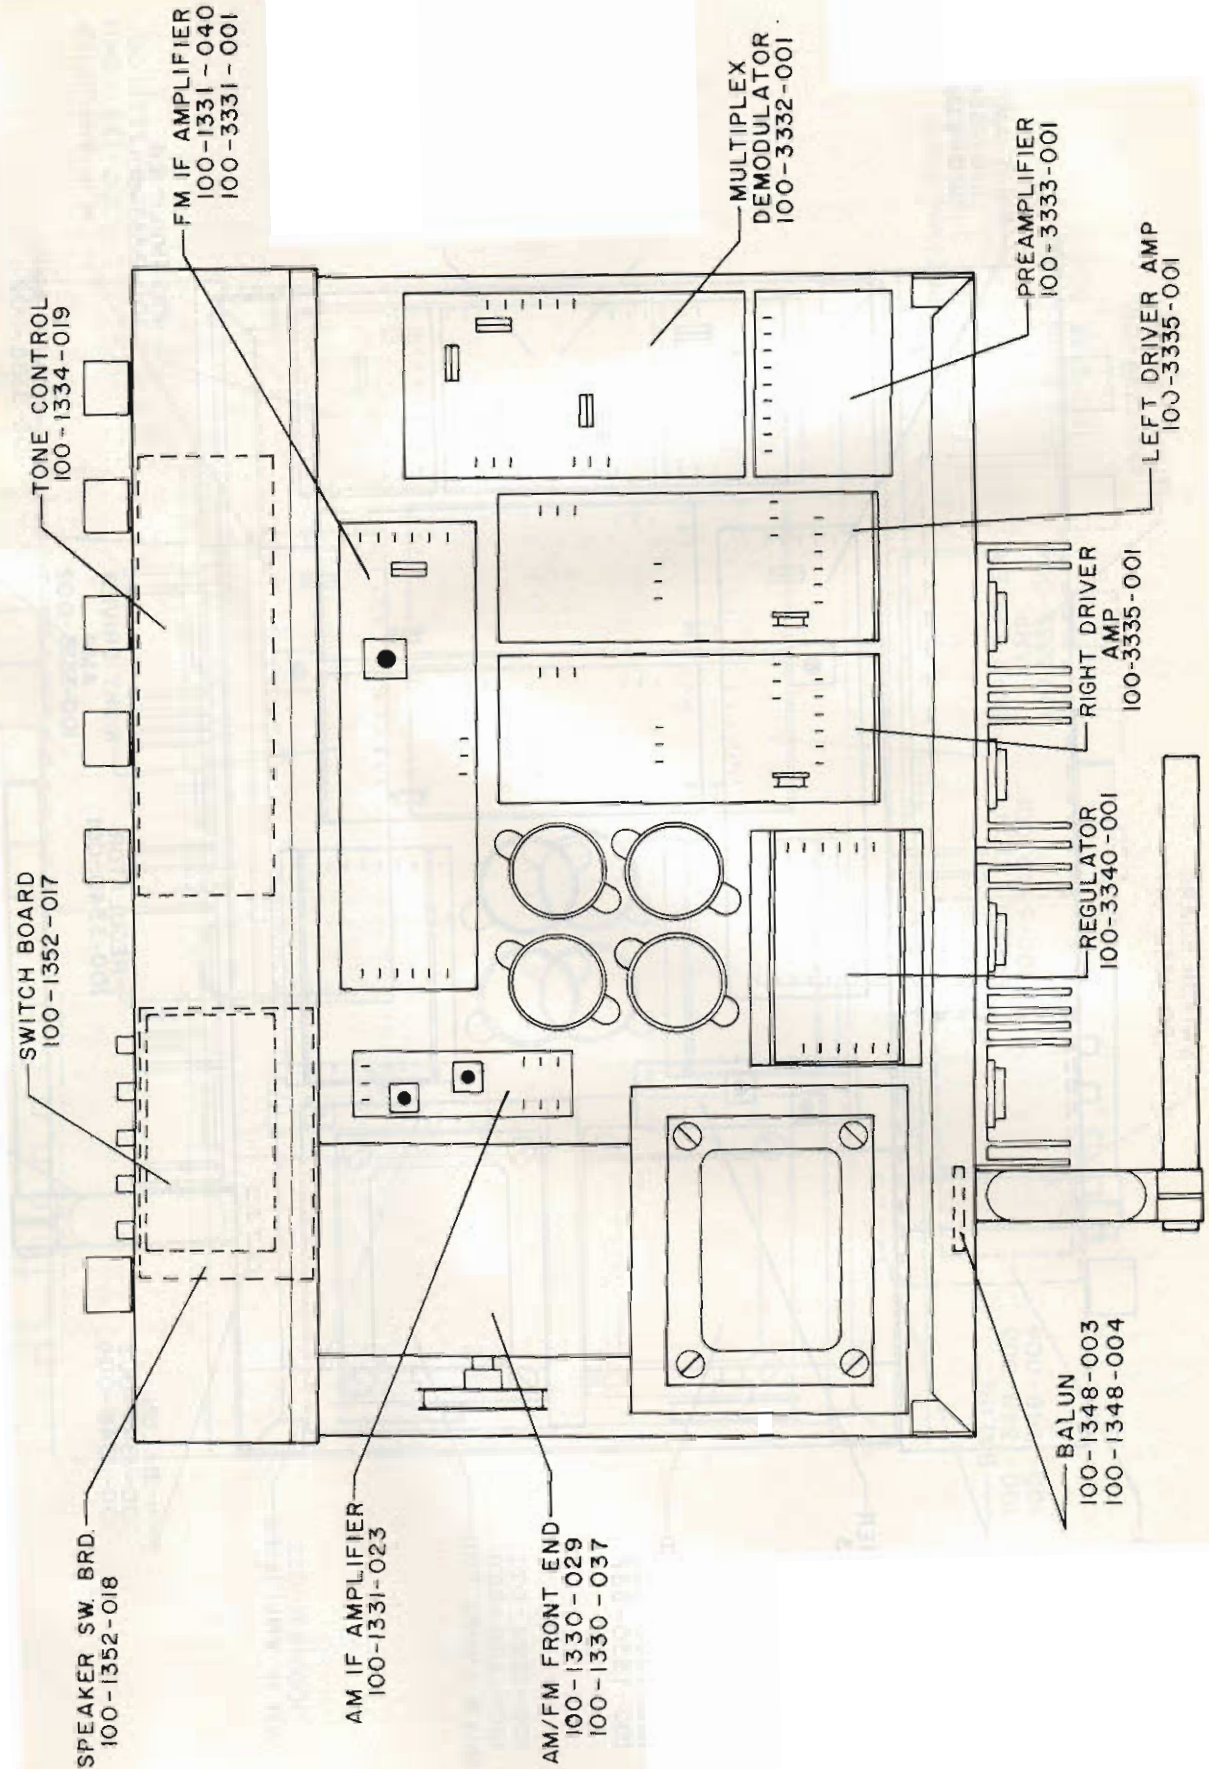 SPEAKER SW. BRD.
100-1352-018
SWITCH BOARD
100-1352-017
TONE CONTROL
100-1334-019
FM IF AMPLIFIER
100-1331-040
100-3331-001
AM IF AMPLIFIER
100-1331-023
AM/FM FRONT END
100-1330-029
100-1330-037
MULTIPLEX
DEMODULATOR
100-3332-001
PREAMPLIFIER
100-3333-001
LEFT DRIVER AMP
100-3335-001
RIGHT DRIVER
AMP
100-3335-001
REGULATOR
100-3340-001
BALUN
100-1348-003
100-1348-004